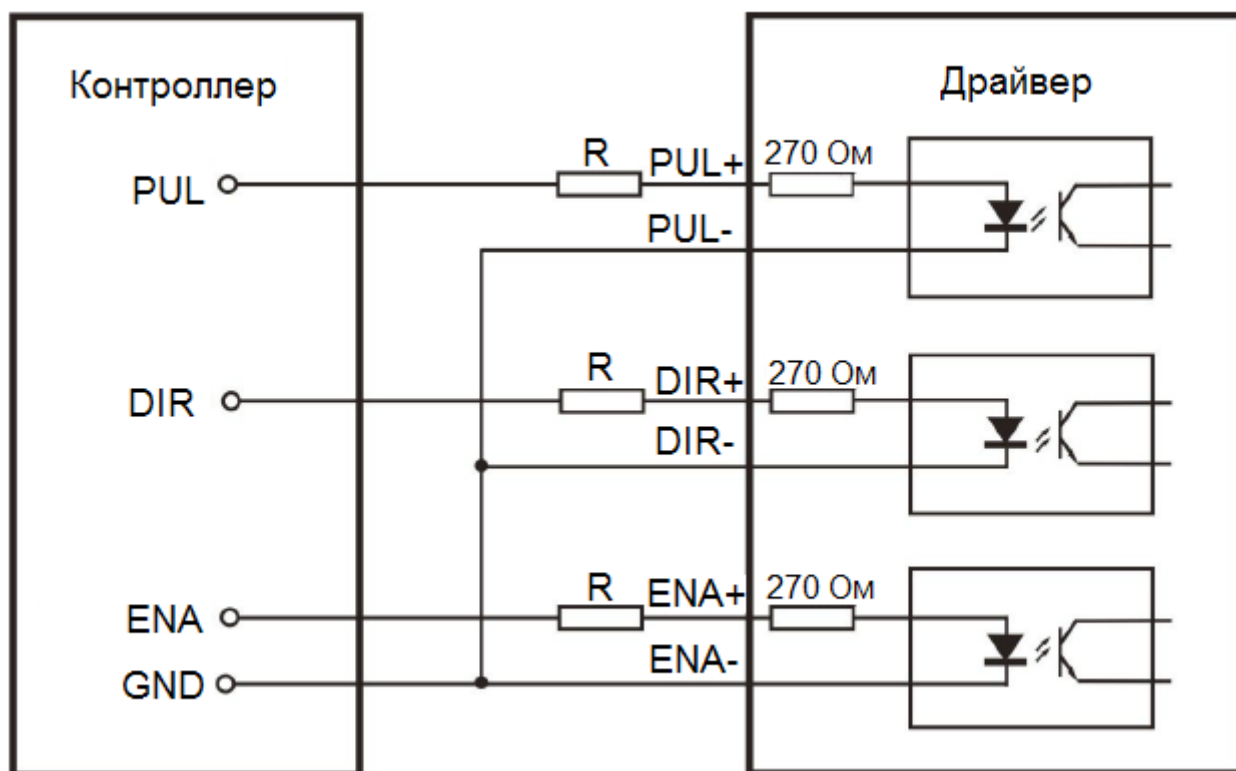 Контроллер
Драйвер
PUL
R
PUL+
270 Ом
PUL-
DIR
R
DIR+
270 Ом
DIR-
ENA
R
ENA+
270 Ом
ENA-
GND